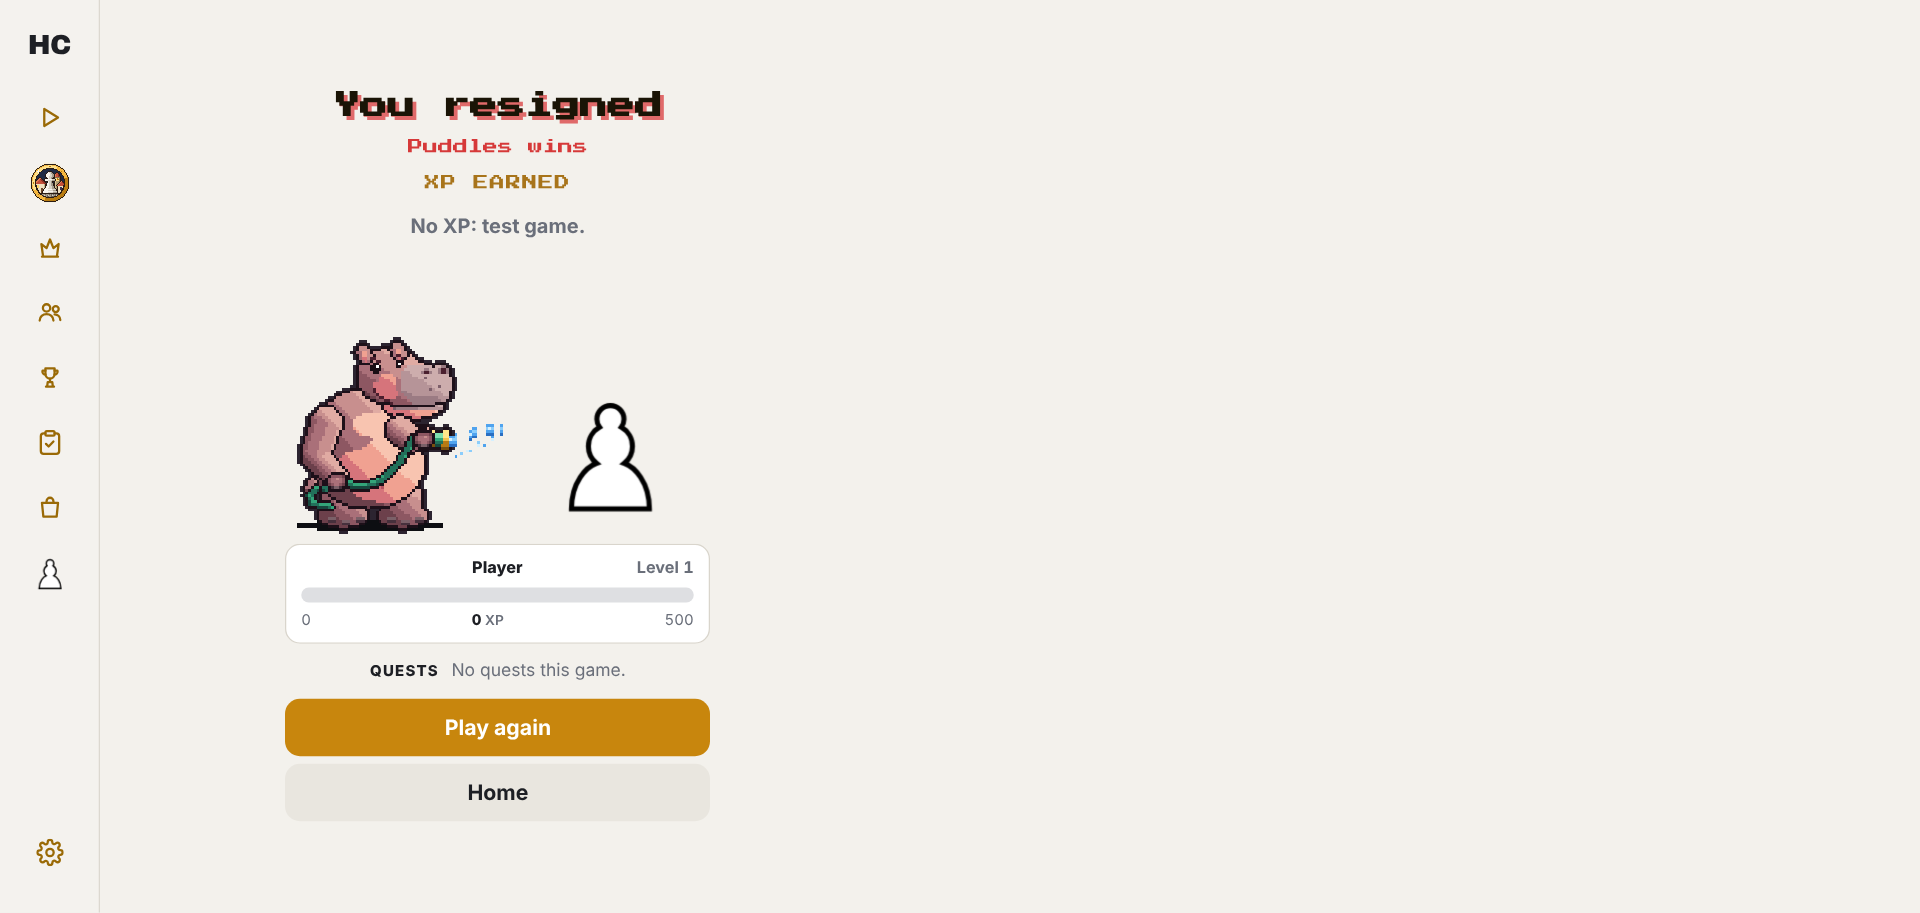 HC
You resigned
Puddles wins
XP EARNED
No XP: test game.
Player Level 1
0 0 XP 500
QUESTS No quests this game.
Play again
Home